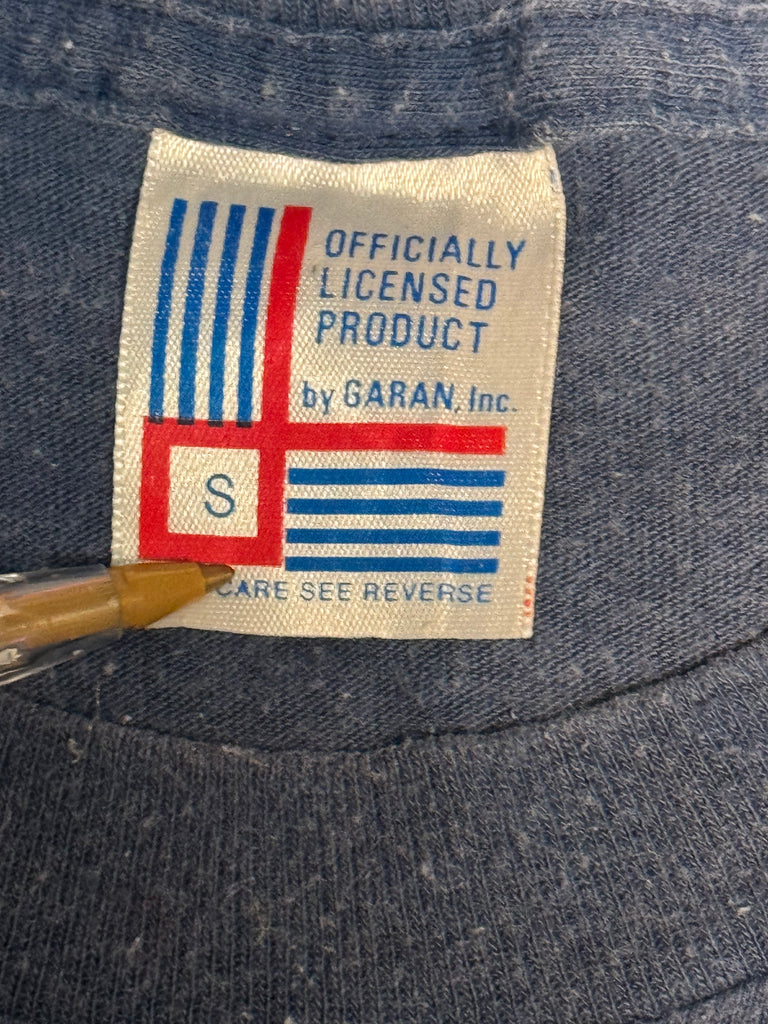 OFFICIALLY
LICENSED
PRODUCT
by GARAN, Inc.
S
CARE SEE REVERSE